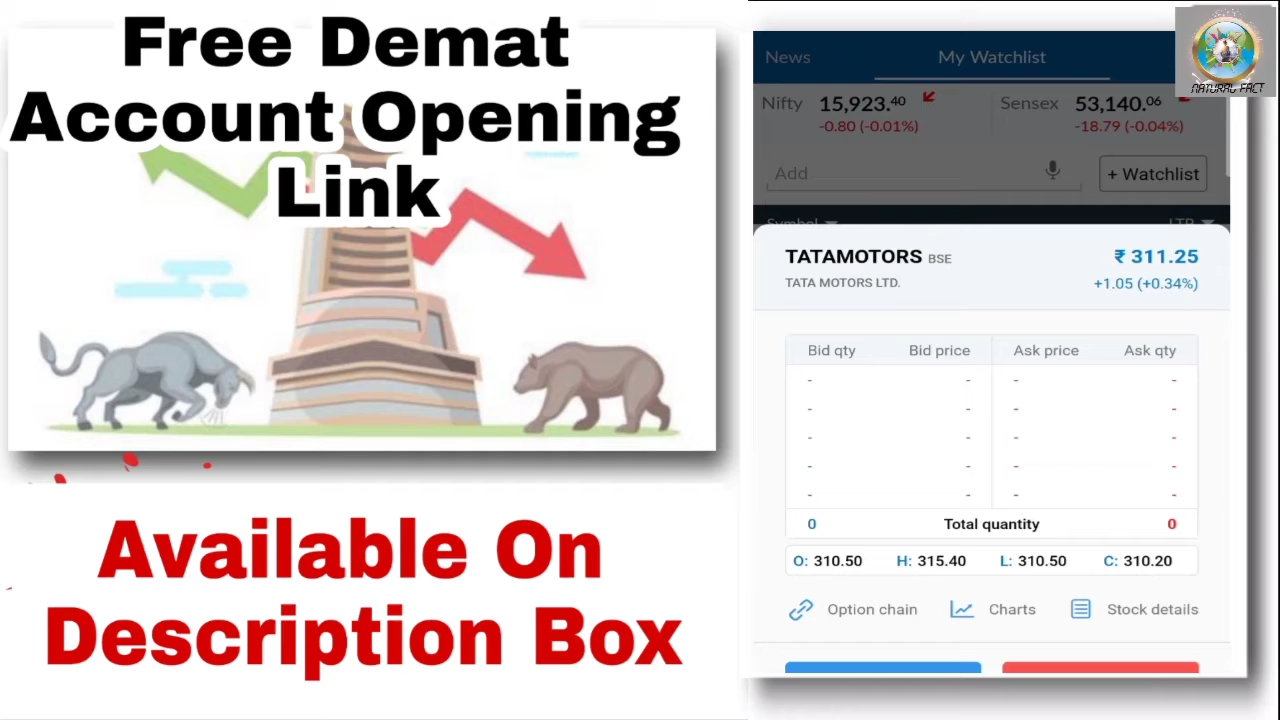 Free Demat
Account Opening
Link
Available On
Description Box
NATURAL FACT
News My Watchlist
Nifty 15,923.40 Sensex 53,140.06
-0.80 (-0.01%) -18.79 (-0.04%)
Add + Watchlist
Symbol LTP
TATAMOTORS BSE ₹ 311.25
TATA MOTORS LTD. +1.05 (+0.34%)
Bid qty Bid price Ask price Ask qty
- - - -
- - - -
- - - -
- - - -
- - - -
0 Total quantity 0
O: 310.50 H: 315.40 L: 310.50 C: 310.20
Option chain Charts Stock details